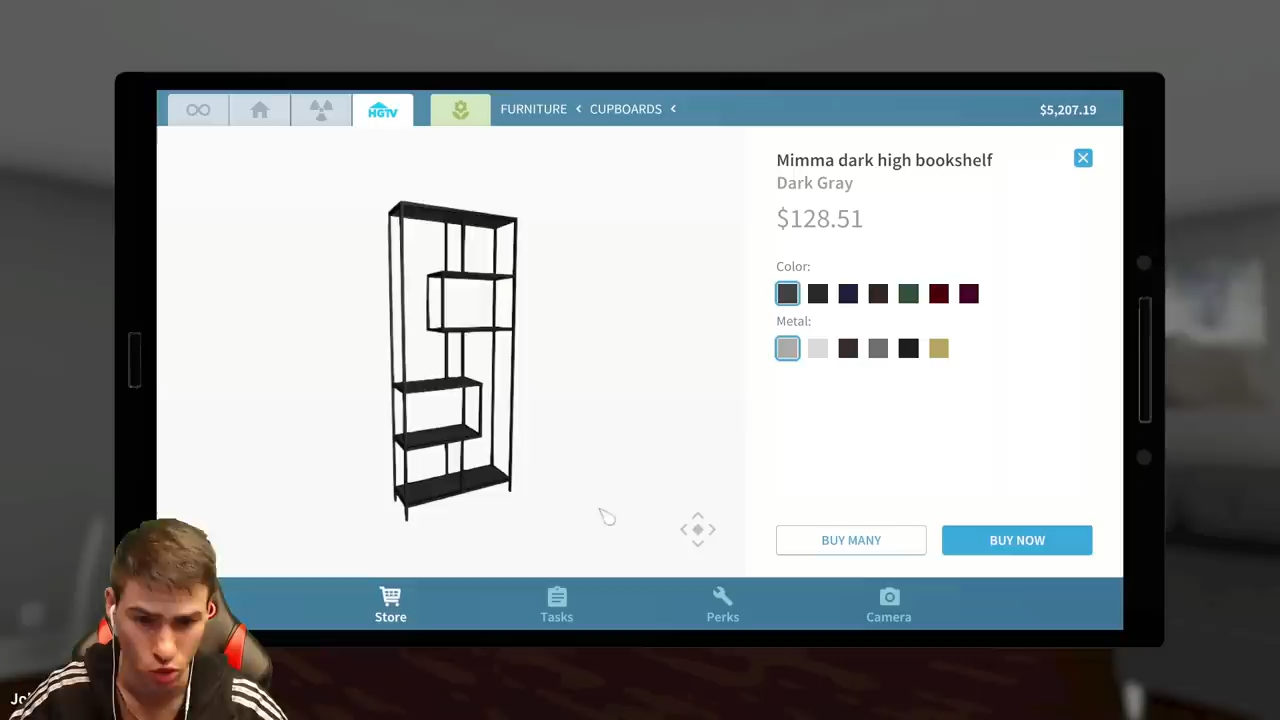 HGTV
FURNITURE < CUPBOARDS <
$5,207.19
Mimma dark high bookshelf
Dark Gray
$128.51
Color:
Metal:
BUY MANY
BUY NOW
Store
Tasks
Perks
Camera